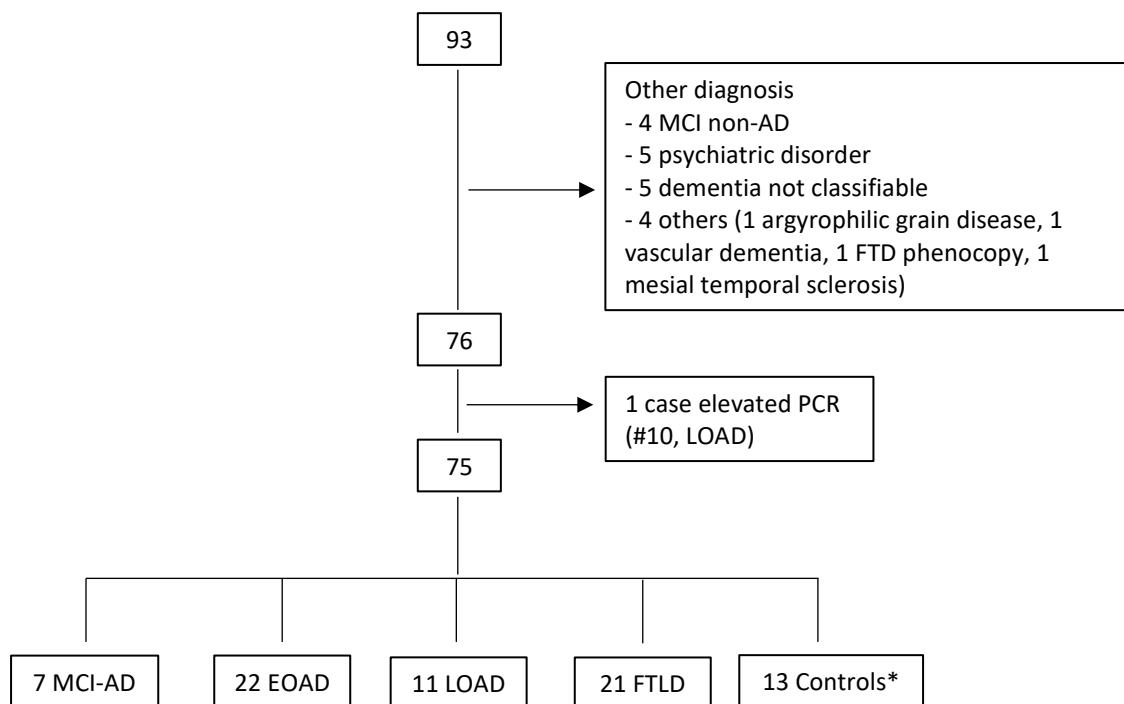 93
Other diagnosis
- 4 MCI non-AD
- 5 psychiatric disorder
- 5 dementia not classifiable
- 4 others (1 argyrophilic grain disease, 1
vascular dementia, 1 FTD phenocopy, 1
mesial temporal sclerosis)
76
1 case elevated PCR
(#10, LOAD)
75
7 MCI-AD
22 EOAD
11 LOAD
21 FTLD
13 Controls*